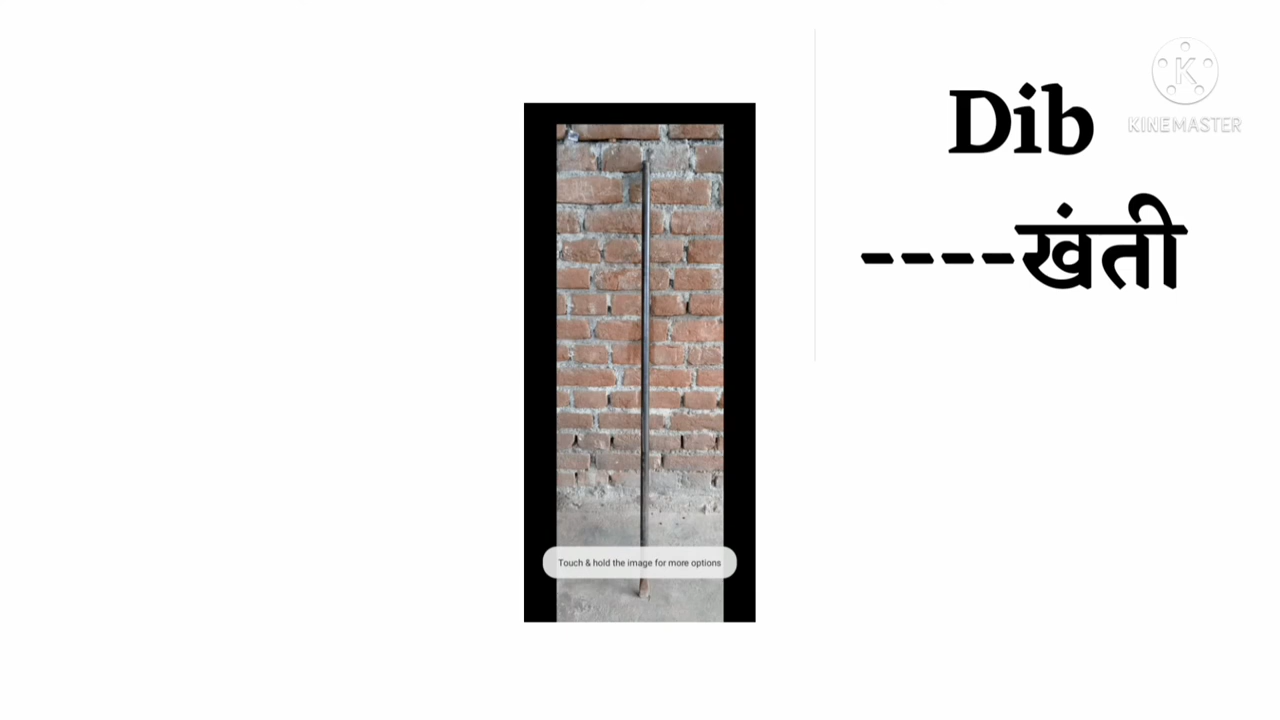 Dib
----खंती
K
KINEMASTER
Touch & hold the image for more options